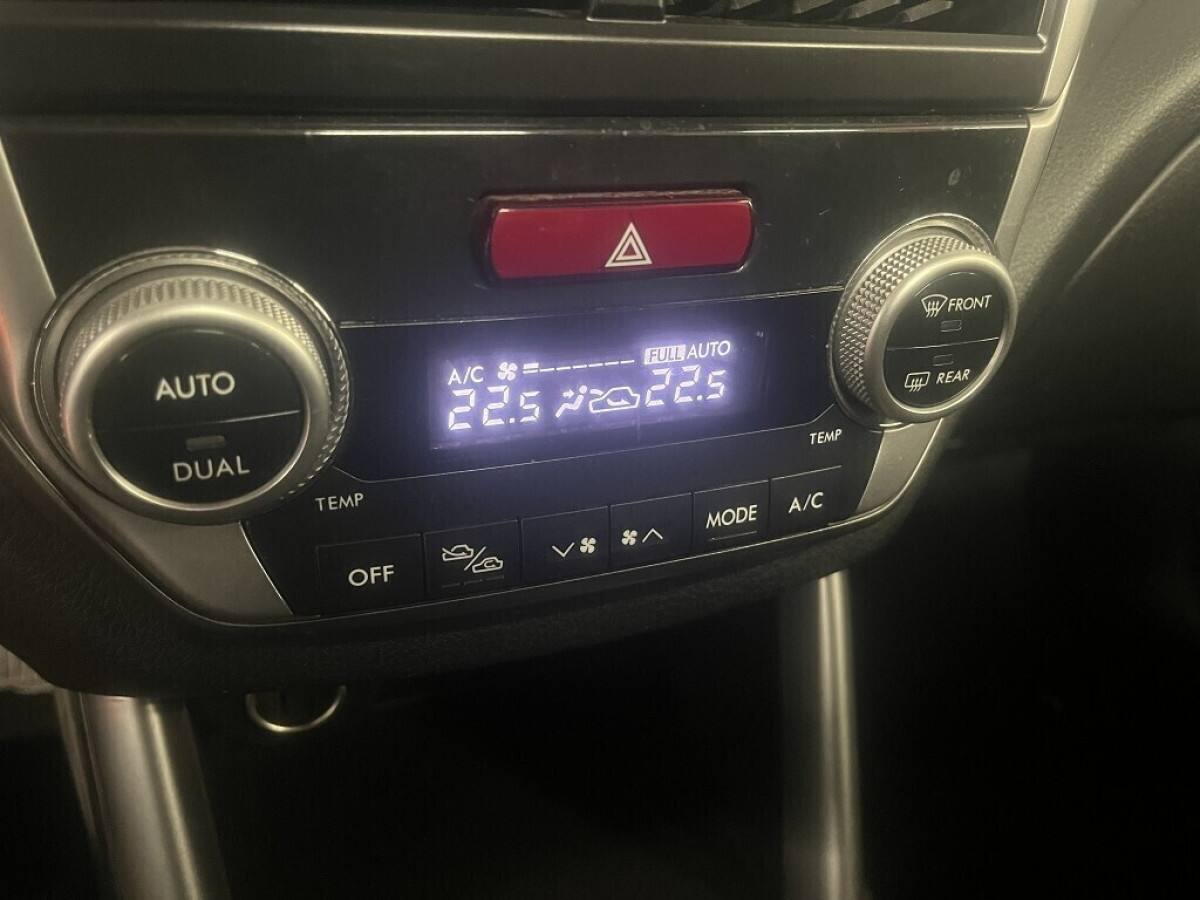 A/C FULL AUTO
22.5 22.5
AUTO
DUAL
TEMP
FRONT
REAR
TEMP
OFF
MODE
A/C